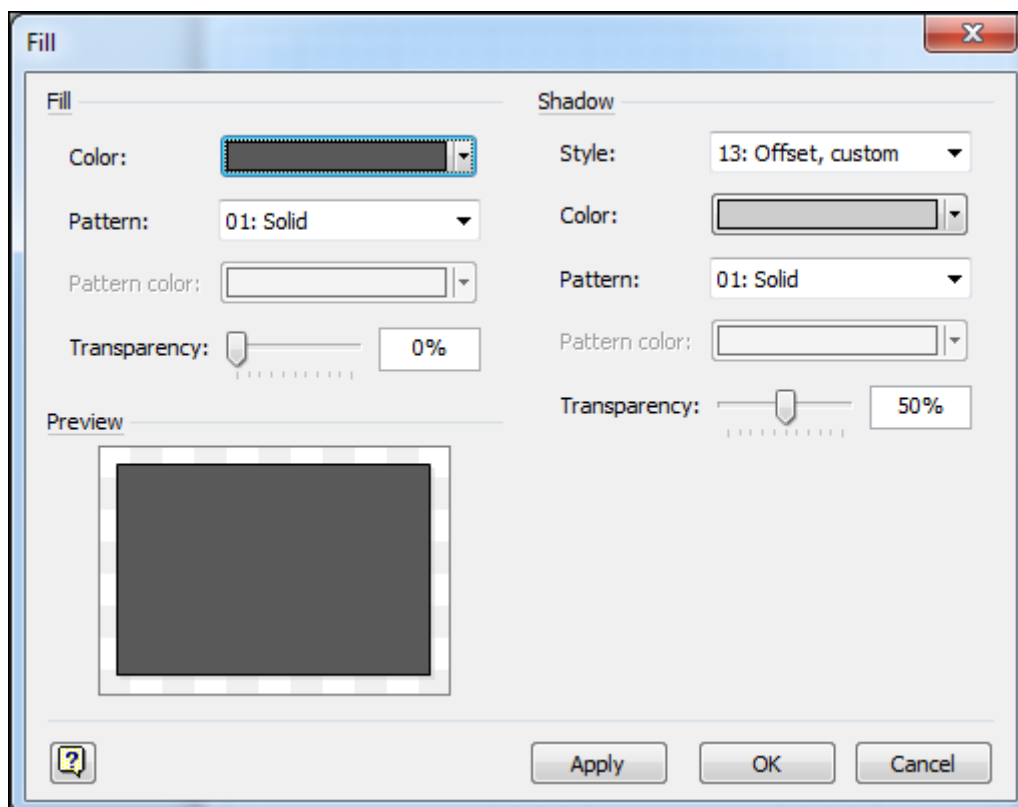 Fill
Fill
Color:
Pattern: 01: Solid
Pattern color:
Transparency: 0%
Preview
Shadow
Style: 13: Offset, custom
Color:
Pattern: 01: Solid
Pattern color:
Transparency: 50%
Apply OK Cancel